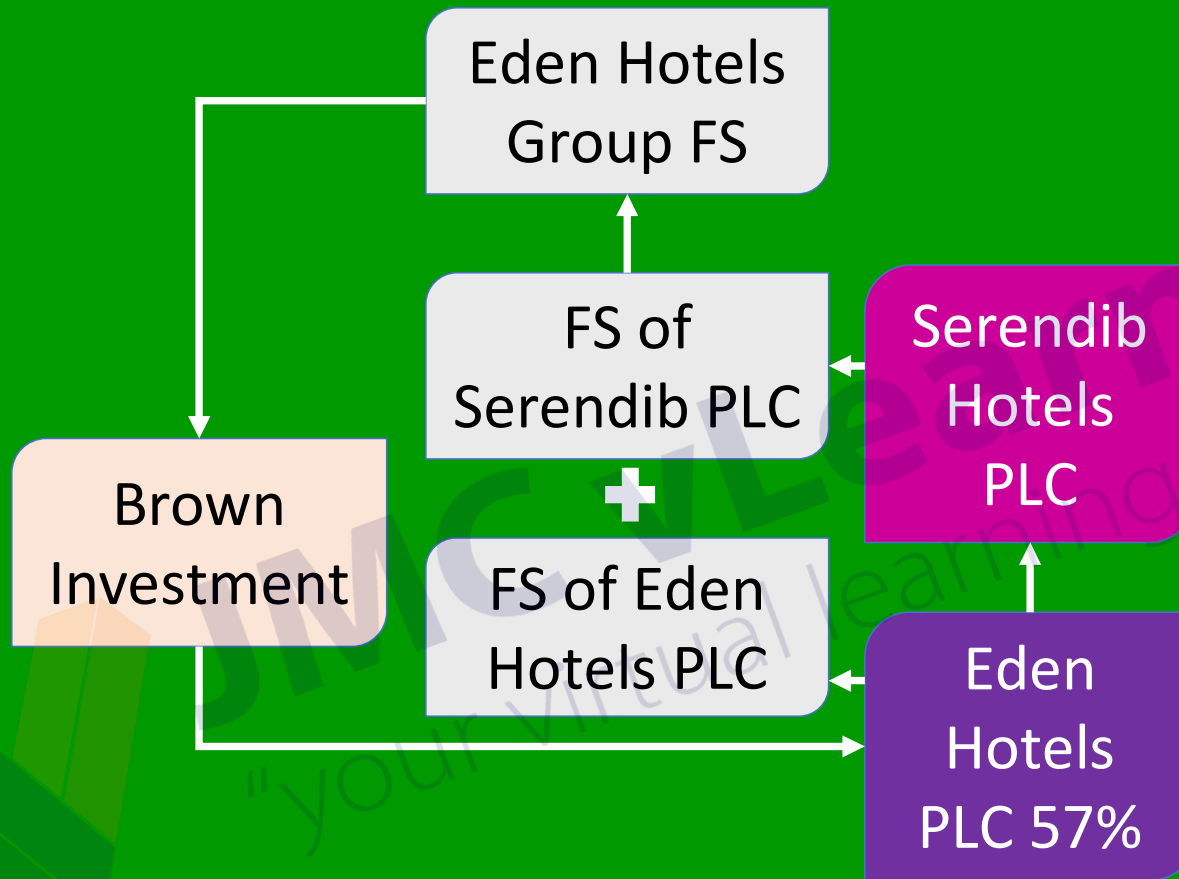 Eden Hotels
Group FS
FS of
Serendib PLC
Serendib
Hotels
PLC
Brown
Investment
FS of Eden
Hotels PLC
Eden
Hotels
PLC 57%
JMC vLearn
"your virtual learning